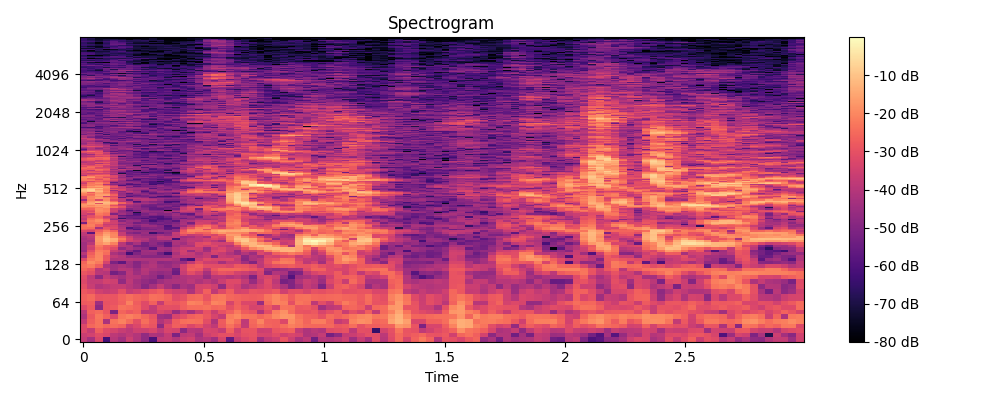 Spectrogram
Hz
4096
2048
1024
512
256
128
64
0
0
0.5
1
1.5
2
2.5
Time
-10 dB
-20 dB
-30 dB
-40 dB
-50 dB
-60 dB
-70 dB
-80 dB